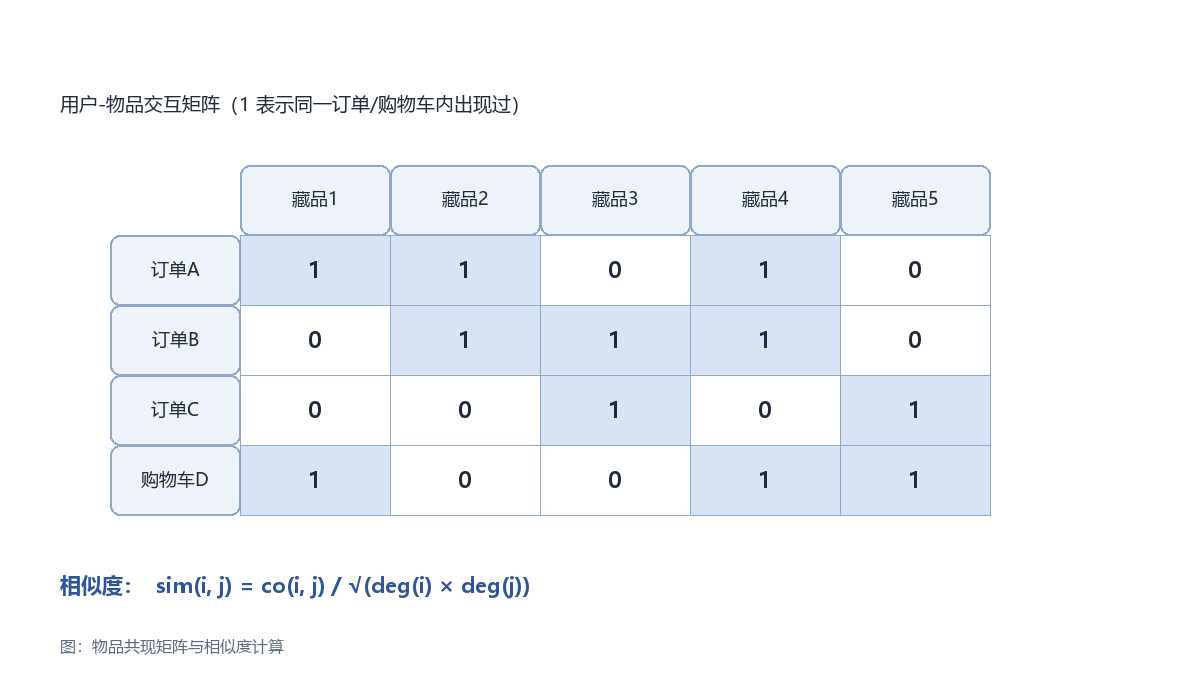 用户-物品交互矩阵（1 表示同一订单/购物车内出现过）
藏品1 藏品2 藏品3 藏品4 藏品5
订单A 1 1 0 1 0
订单B 0 1 1 1 0
订单C 0 0 1 0 1
购物车D 1 0 0 1 1
相似度： sim(i, j) = co(i, j) / √(deg(i) × deg(j))
图：物品共现矩阵与相似度计算